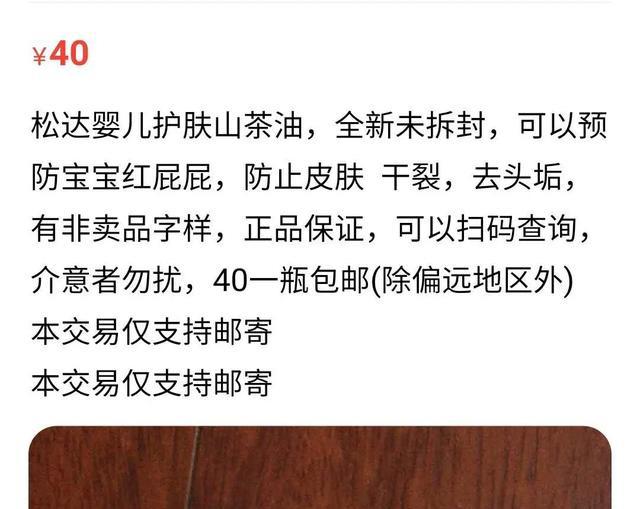 ¥40
松达婴儿护肤山茶油，全新未拆封，可以预
防宝宝红屁屁，防止皮肤 干裂，去头垢，
有非卖品字样，正品保证，可以扫码查询，
介意者勿扰，40一瓶包邮(除偏远地区外)
本交易仅支持邮寄
本交易仅支持邮寄